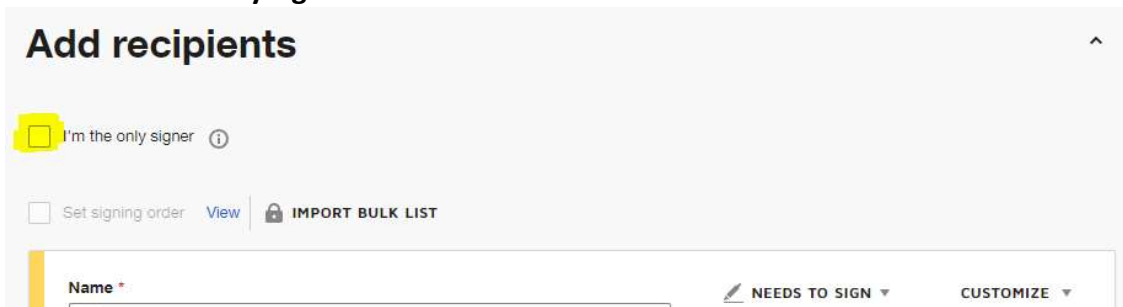 Add recipients
I'm the only signer
Set signing order View IMPORT BULK LIST
Name *
NEEDS TO SIGN CUSTOMIZE